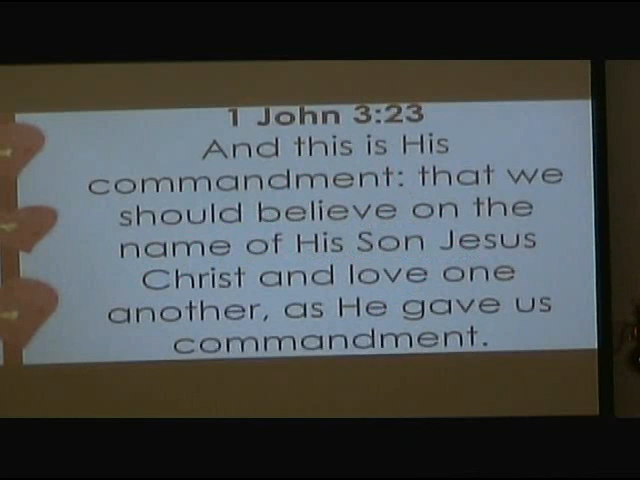 1 John 3:23
And this is His
commandment: that we
should believe on the
name of His Son Jesus
Christ and love one
another, as He gave us
commandment.